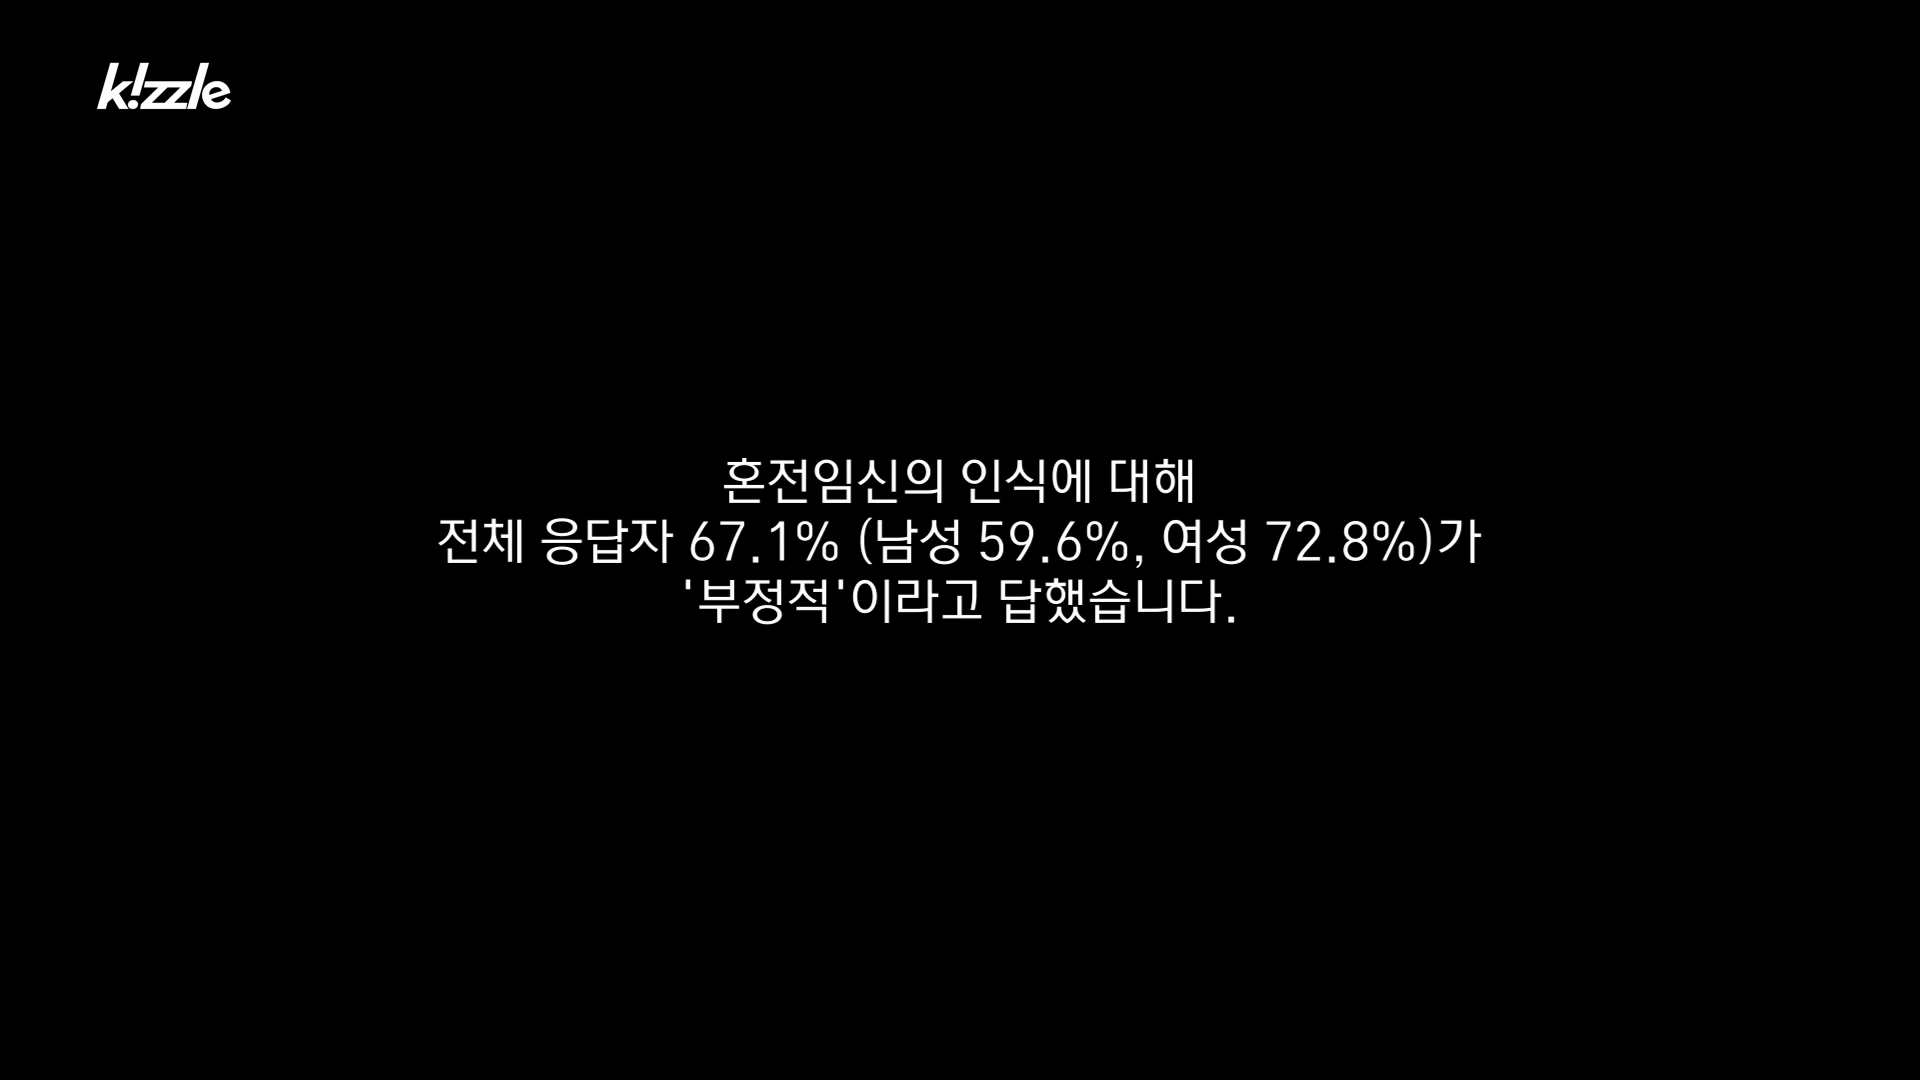 k!zzle
혼전임신의 인식에 대해
전체 응답자 67.1% (남성 59.6%, 여성 72.8%)가
'부정적'이라고 답했습니다.